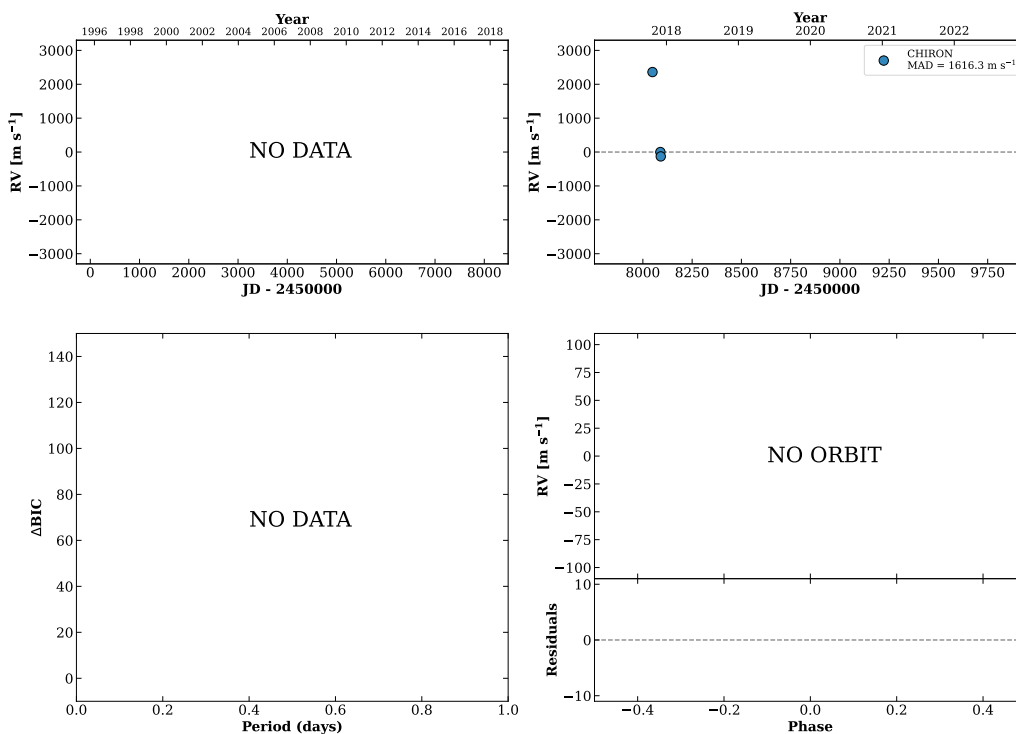 Year
1996 1998 2000 2002 2004 2006 2008 2010 2012 2014 2016 2018
3000
2000
1000
0
−1000
−2000
−3000
RV [m s⁻¹]
NO DATA
0 1000 2000 3000 4000 5000 6000 7000 8000
JD - 2450000
Year
2018 2019 2020 2021 2022
3000
2000
1000
0
−1000
−2000
−3000
RV [m s⁻¹]
CHIRON
MAD = 1616.3 m s⁻¹
8000 8250 8500 8750 9000 9250 9500 9750
JD - 2450000
140
120
100
80
60
40
20
0
ΔBIC
NO DATA
0.0 0.2 0.4 0.6 0.8 1.0
Period (days)
100
75
50
25
0
−25
−50
−75
−100
RV [m s⁻¹]
NO ORBIT
10
0
−10
Residuals
−0.4 −0.2 0.0 0.2 0.4
Phase